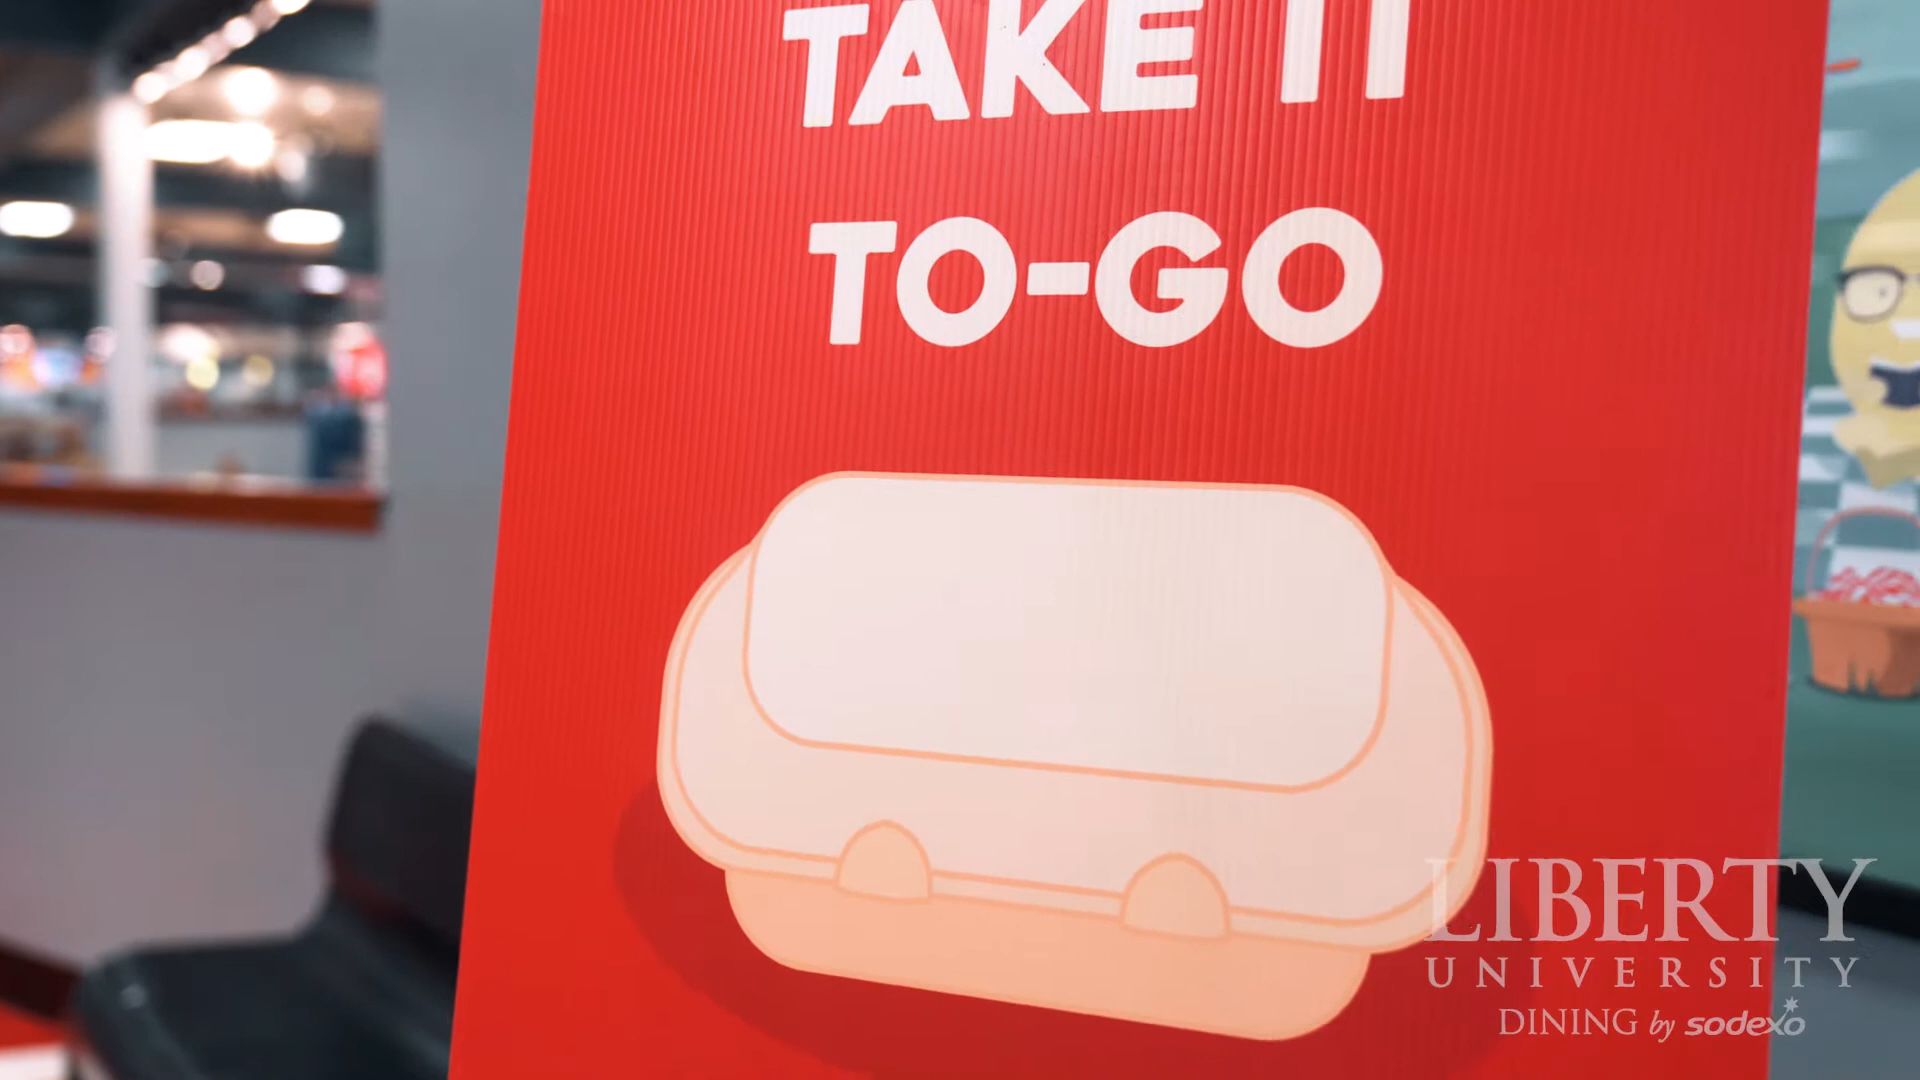 TAKE IT
TO-GO
LIBERTY
UNIVERSITY
DINING by sodexo